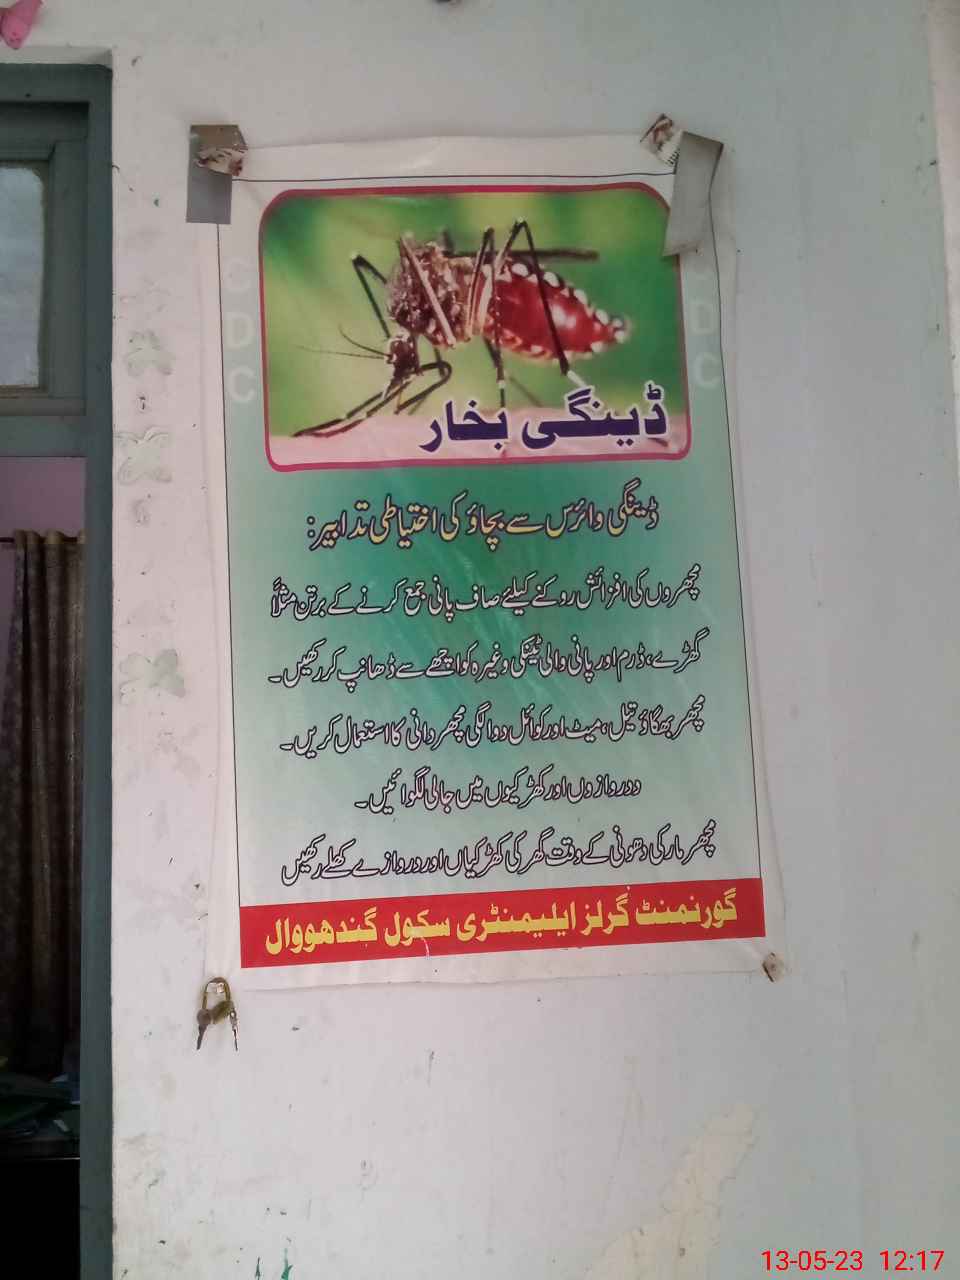 ڈینگی بخار
ڈینگی وائرس سے بچاؤ کی احتیاطی تدابیر:
مچھروں کی افزائش روکنے کیلئے صاف پانی جمع کرنے کے برتن مثلاً
گھڑے، ڈرم اور پانی والی ٹینکی وغیرہ کو اچھے سے ڈھانپ کر رکھیں۔
مچھر بھگاؤ تیل، میٹ اور کوائل دوالگی مچھر دانی کا استعمال کریں۔
دروازوں اور کھڑکیوں میں جالی لگوائیں۔
مچھر مار کی دھونی کے وقت گھر کی کھڑکیاں اور دروازے کھلے رکھیں
گورنمنٹ گرلز ایلیمنٹری سکول گندھووال
CDC
DC
13-05-23 12:17